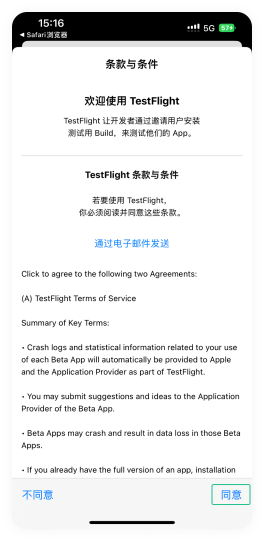 15:16
5G
57
◀ Safari浏览器
条款与条件
欢迎使用 TestFlight
TestFlight 让开发者通过邀请用户安装
测试用 Build，来测试他们的 App。
TestFlight 条款与条件
若要使用 TestFlight，
你必须阅读并同意这些条款。
通过电子邮件发送
Click to agree to the following two Agreements:
(A) TestFlight Terms of Service
Summary of Key Terms:
• Crash logs and statistical information related to your use
of each Beta App will automatically be provided to Apple
and the Application Provider as part of TestFlight.
• You may submit suggestions and ideas to the Application
Provider of the Beta App.
• Beta Apps may crash and result in data loss in those Beta
Apps.
• If you already have the full version of an app, installation
不同意
同意